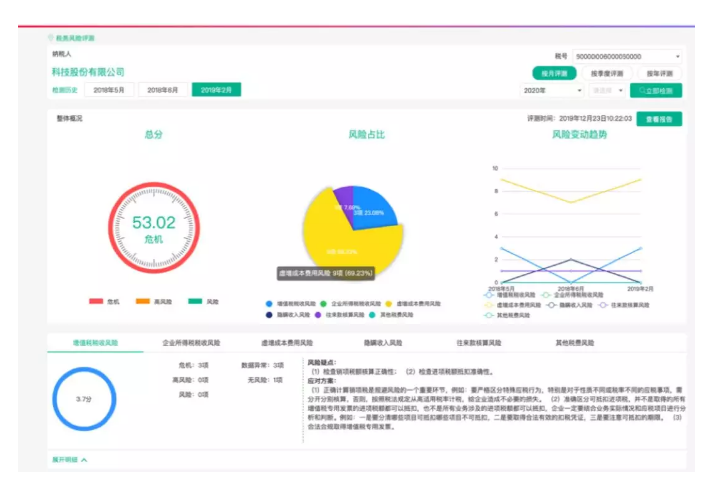 税务风险评测
纳税人
税号 90000006000050000
科技股份有限公司
按月评测 按季度评测 按年评测
检测历史 2018年5月 2018年6月 2019年2月
2020年 请选择 立即检测
整体概况
评测时间：2019年12月23日10:22:03 查看报告
总分
风险占比
风险变动趋势
10
8
6
4
2
0
53.02
危机
3项 23.08%
虚增成本费用风险 9项 (69.23%)
2018年5月 2018年6月 2019年2月
危机 高风险 风险
增值税税收风险 企业所得税税收风险 虚增成本费用风险
隐瞒收入风险 往来款核算风险 其他税费风险
增值税税收风险 企业所得税税收风险
虚增成本费用风险 隐瞒收入风险 往来款核算风险
其他税费风险
增值税税收风险 企业所得税税收风险 虚增成本费用风险 隐瞒收入风险 往来款核算风险 其他税费风险
3.7分
危机：3项 数据异常：3项
高风险：0项 无风险：1项
风险：0项
风险疑点：
（1）检查销项税额核算正确性； （2）检查进项税额抵扣准确性。
应对方案：
（1）正确计算销项税是规避风险的一个重要环节，例如：要严格区分特殊应税行为，特别是对于性质不同或税率不同的应税事项，需
分开分别核算，否则，按照税法规定从高适用税率计税，给企业造成不必要的损失。 （2）准确区分可抵扣进项税，并不是取得的所有
增值税专用发票的进项税额都可以抵扣，也不是所有业务涉及的进项税额都可以抵扣，企业一定要结合业务实际情况和应税项目进行分
析和判断。例如：一是要分清哪些项目可抵扣哪些项目不可抵扣，二是要取得合法有效的扣税凭证，三是要注意可抵扣的期限。 （3）
合法合规取得增值税专用发票。
展开明细